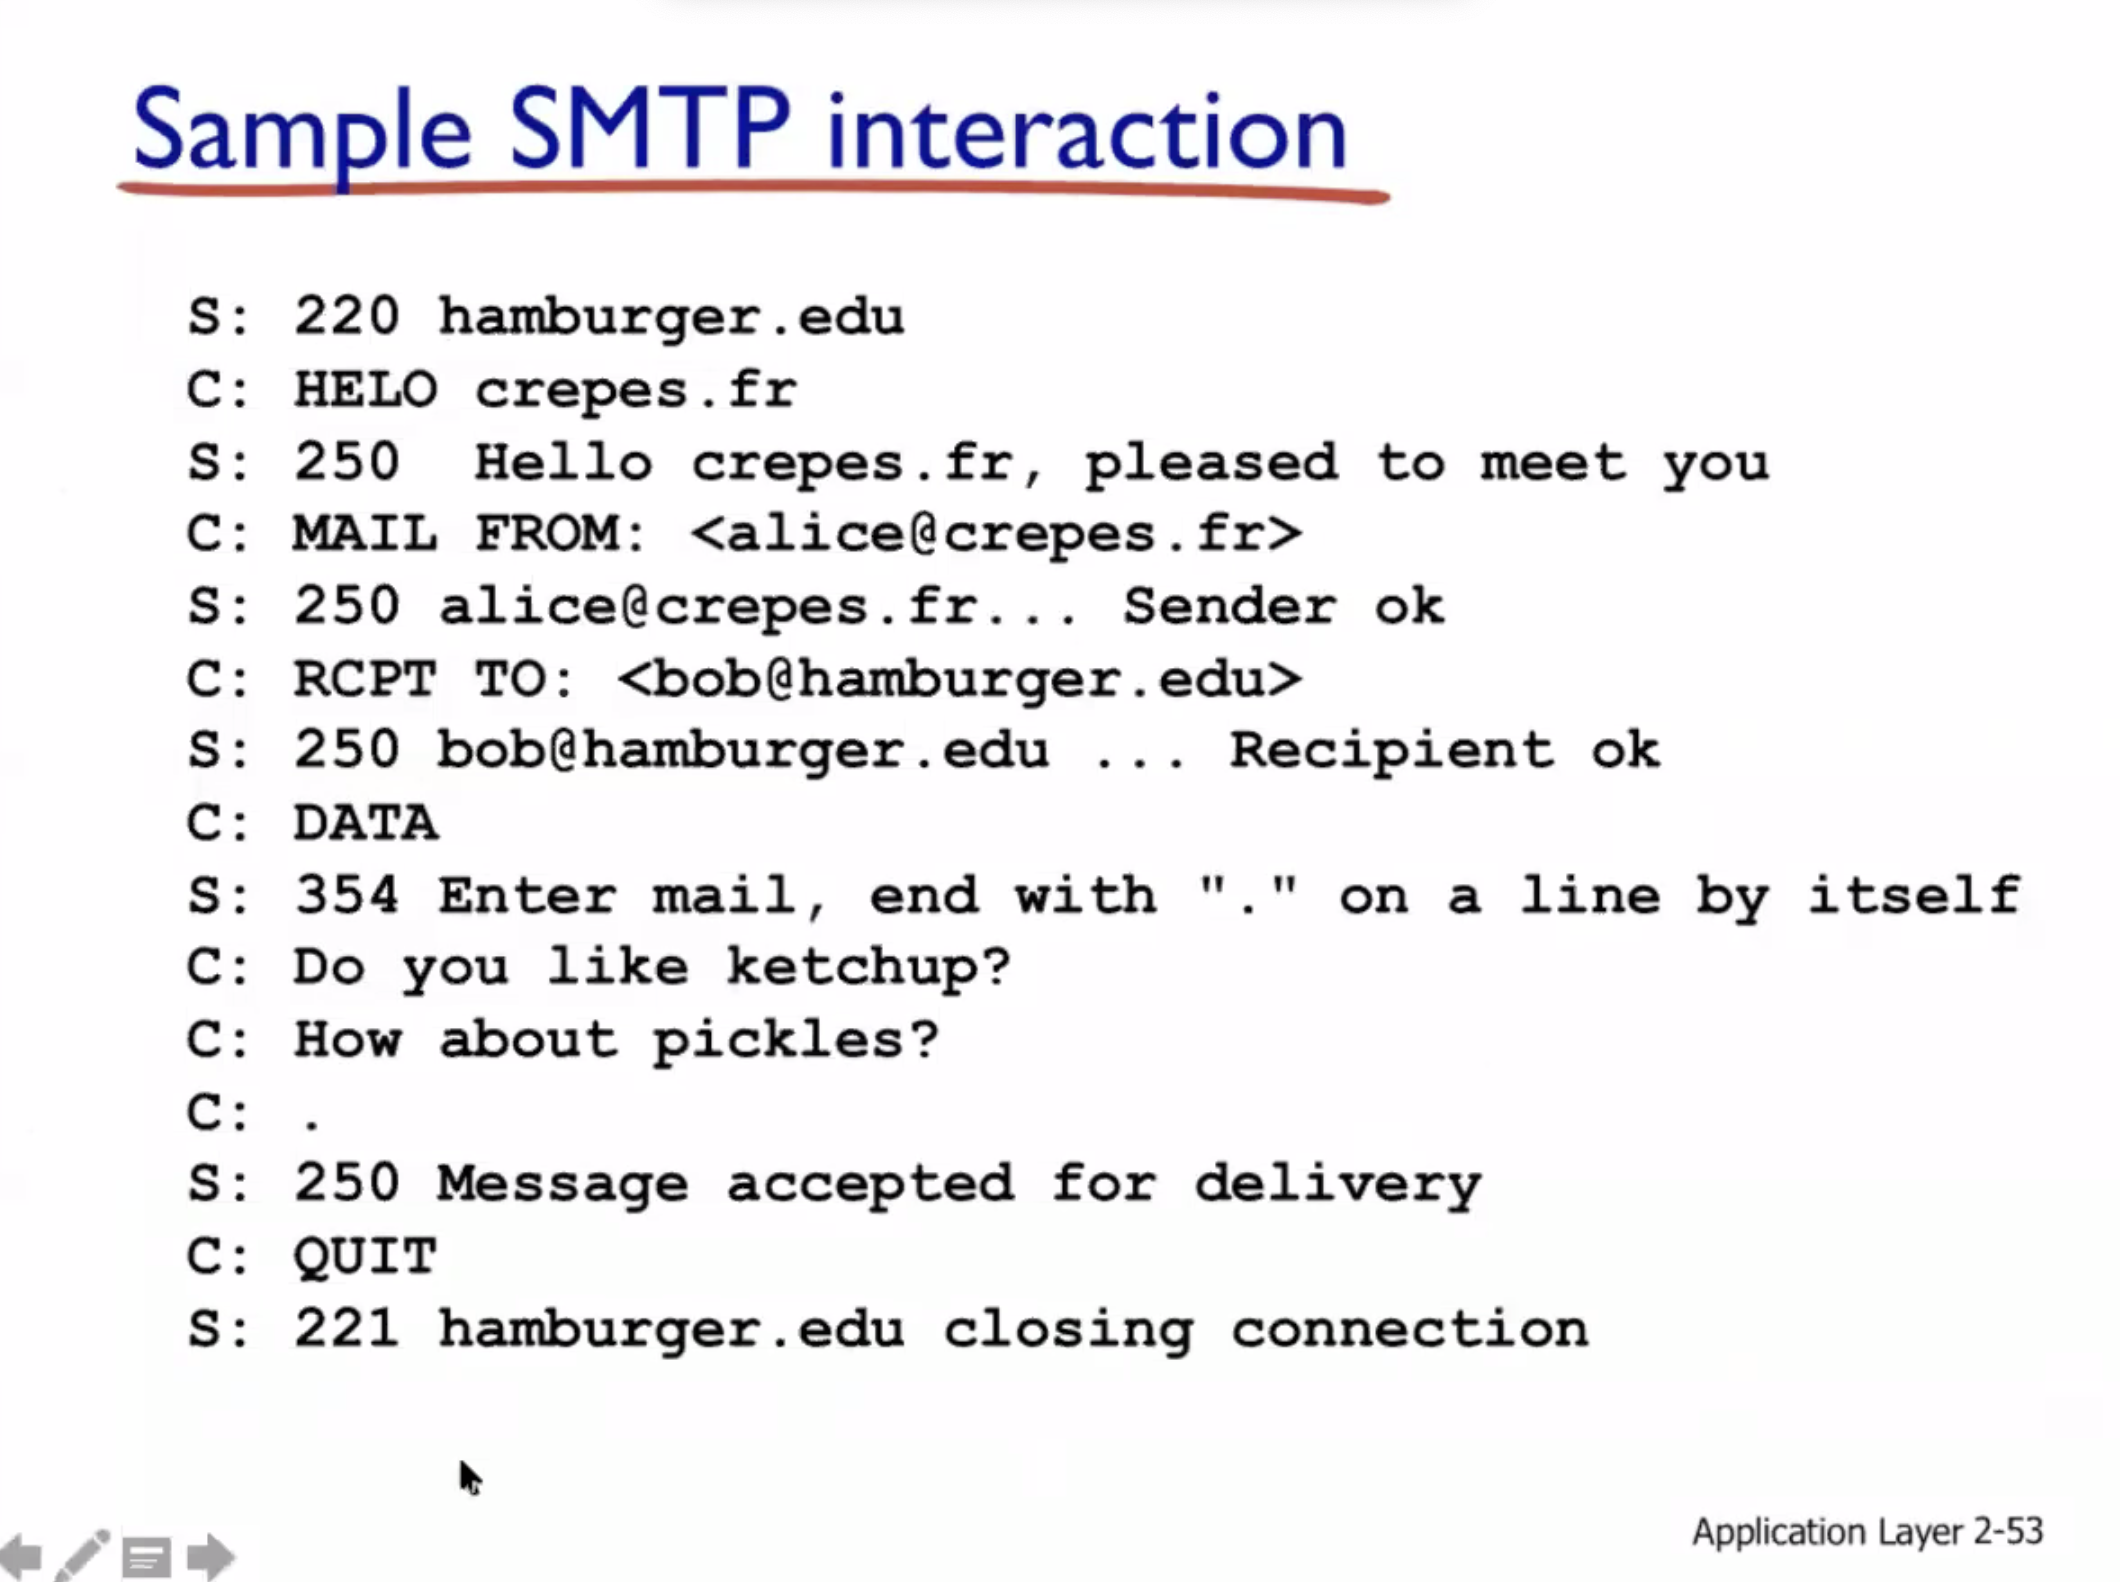 Sample SMTP interaction
S: 220 hamburger.edu
C: HELO crepes.fr
S: 250  Hello crepes.fr, pleased to meet you
C: MAIL FROM: <alice@crepes.fr>
S: 250 alice@crepes.fr... Sender ok
C: RCPT TO: <bob@hamburger.edu>
S: 250 bob@hamburger.edu ... Recipient ok
C: DATA
S: 354 Enter mail, end with "." on a line by itself
C: Do you like ketchup?
C: How about pickles?
C: .
S: 250 Message accepted for delivery
C: QUIT
S: 221 hamburger.edu closing connection
Application Layer 2-53